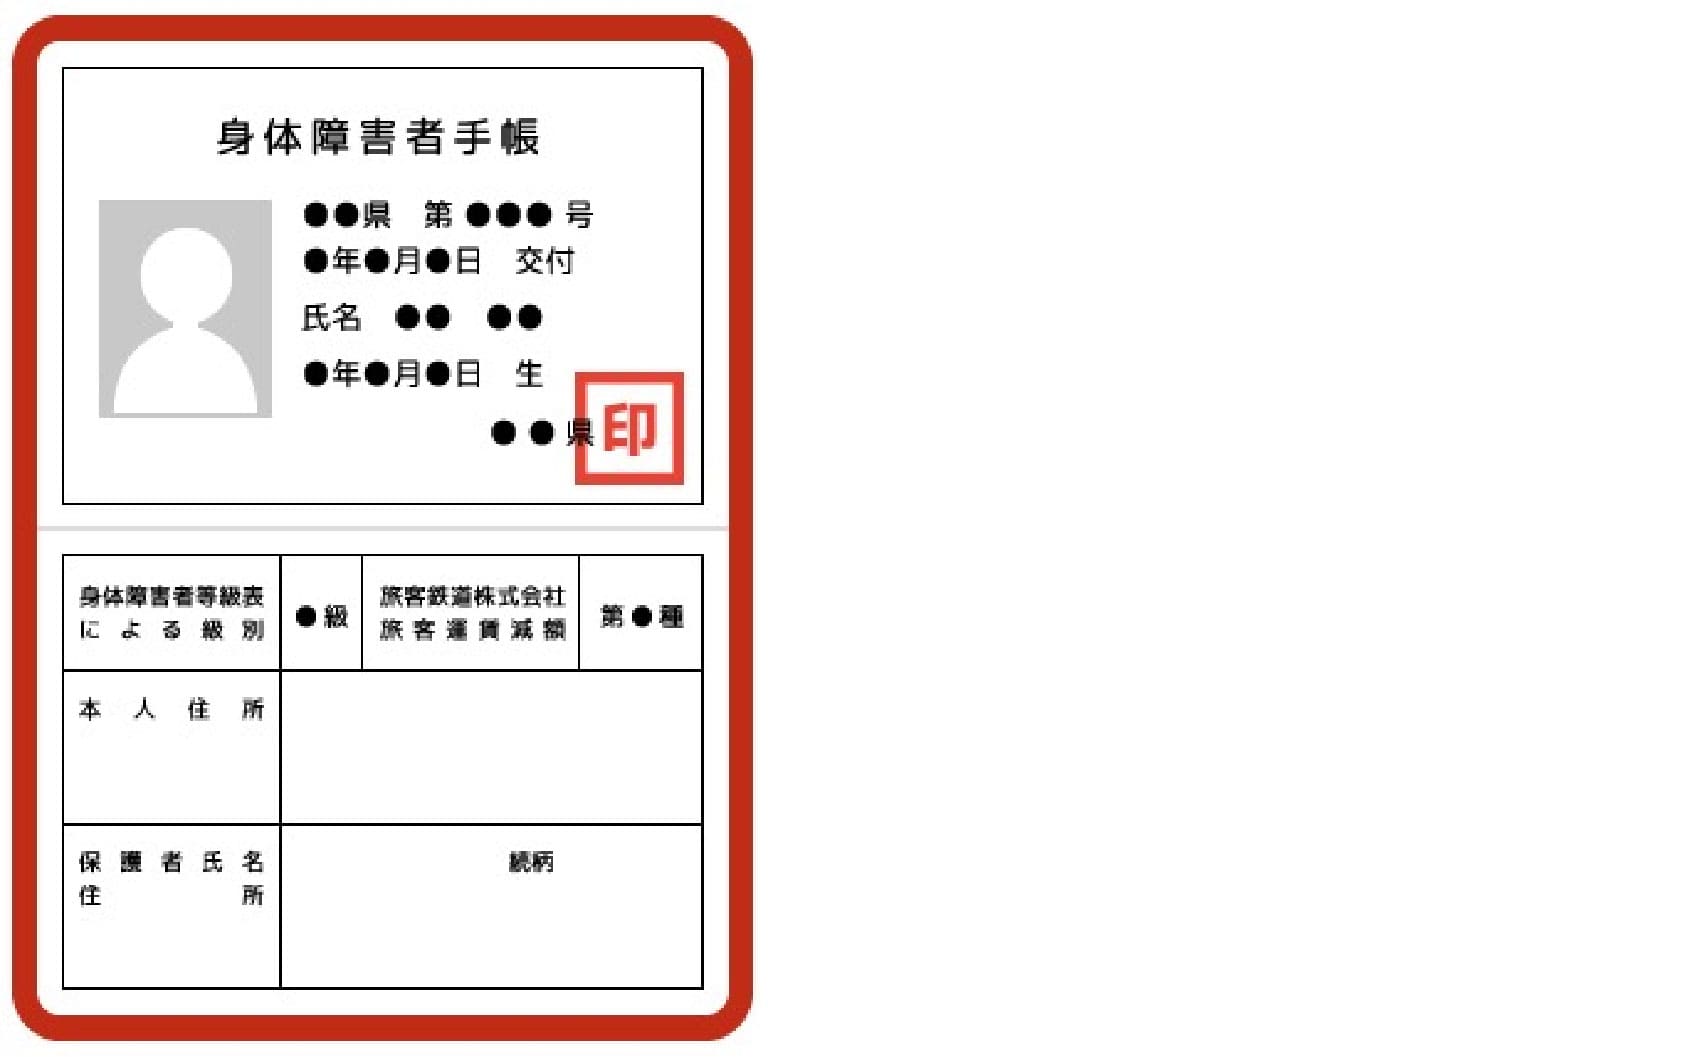 身体障害者手帳
●●県　第 ●●● 号
●年●月●日　交付
氏名　●●　●●
●年●月●日　生
● ● 県
印
身体障害者等級表
による級別
● 級
旅客鉄道株式会社
旅客運賃減額
第 ● 種
本人住所
保護者氏名
住所
続柄